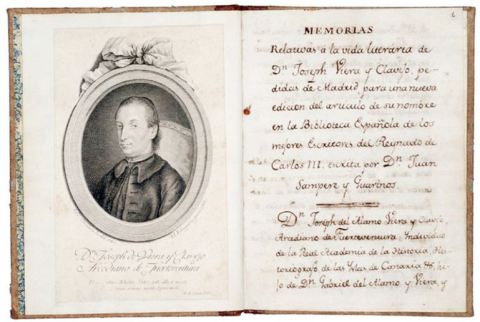 Dn. Joseph de Viera y Clavijo
Arcediano de Fuerteventura
MEMORIAS
Relativas à la vida literaria de
Dn. Joseph Viera y Clavijo, pe-
didas de Madrid para una nueva
edicion del articulo de su nombre
en la Biblioteca Española de los
mejores Escritores del Reynado de
Carlos III. escrita por Dn. Juan
Sempere y Guarinos.
Dn. Joseph del Alamo Viera y Clavijo
Arcediano de Fuerteventura, Individuo
de la Real Academia de la Historia, His-
toriografo de las Yslas de Canaria &, hi-
jo de Dn. Gabriel del Alamo y Viera, y